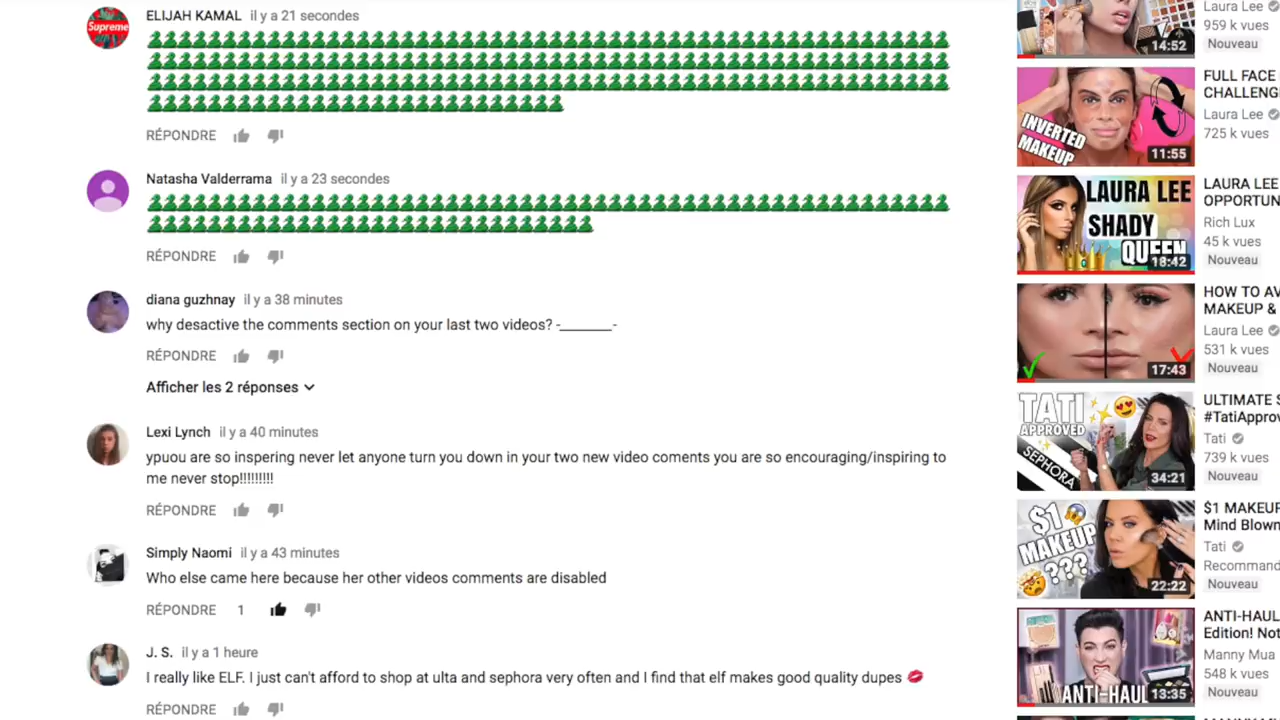 ELIJAH KAMAL il y a 21 secondes
Supreme
RÉPONDRE
Natasha Valderrama il y a 23 secondes
RÉPONDRE
diana guzhnay il y a 38 minutes
why desactive the comments section on your last two videos? -________-
RÉPONDRE
Afficher les 2 réponses
Lexi Lynch il y a 40 minutes
ypuou are so inspering never let anyone turn you down in your two new video coments you are so encouraging/inspiring to
me never stop!!!!!!!!!
RÉPONDRE
Simply Naomi il y a 43 minutes
Who else came here because her other videos comments are disabled
RÉPONDRE 1
J. S. il y a 1 heure
I really like ELF. I just can't afford to shop at ulta and sephora very often and I find that elf makes good quality dupes 💋
RÉPONDRE
14:52
Laura Lee
959 k vues
Nouveau
INVERTED
MAKEUP
11:55
FULL FACE
CHALLENG
Laura Lee
725 k vues
LAURA LEE
SHADY
QUEEN
18:42
LAURA LEE
OPPORTUN
Rich Lux
45 k vues
Nouveau
17:43
HOW TO AV
MAKEUP &
Laura Lee
531 k vues
Nouveau
TATI
APPROVED
SEPHORA
34:21
ULTIMATE S
#TatiApprov
Tati
739 k vues
Nouveau
$1
MAKEUP
???
22:22
$1 MAKEUP
Mind Blown
Tati
Recommand
Nouveau
ANTI-HAUL
13:35
ANTI-HAUL
Edition! Not
Manny Mua
548 k vues
Nouveau